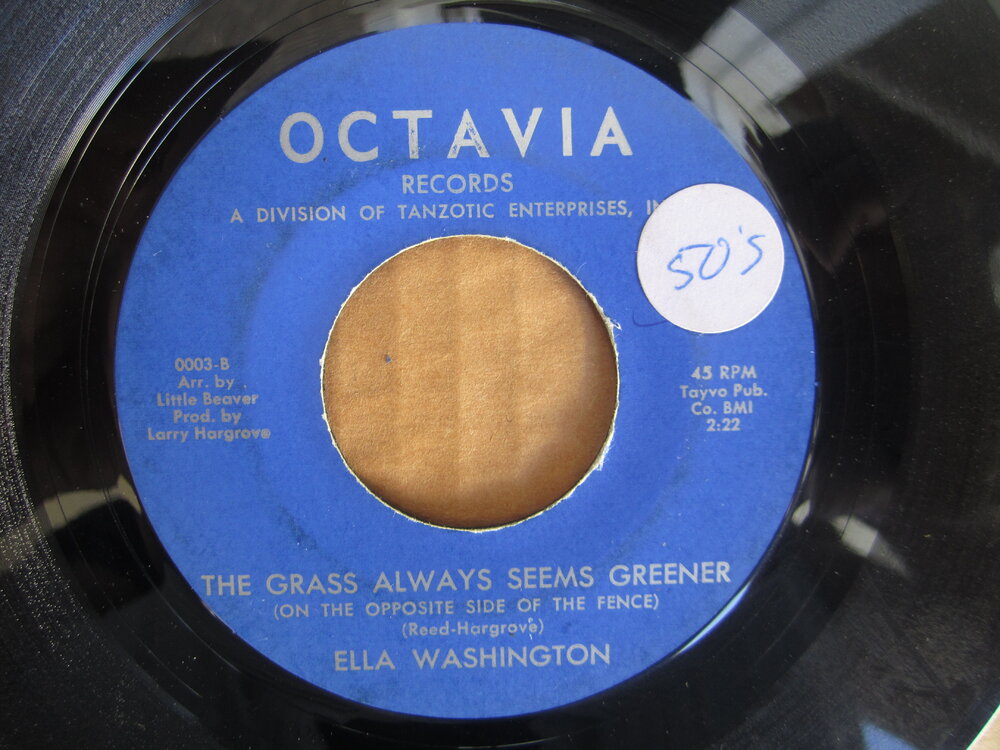 OCTAVIA
RECORDS
A DIVISION OF TANZOTIC ENTERPRISES,
50's
0003-B
Arr. by
Little Beaver
Prod. by
Larry Hargrove
45 RPM
Tayvo Pub.
Co. BMI
2:22
THE GRASS ALWAYS SEEMS GREENER
(ON THE OPPOSITE SIDE OF THE FENCE)
(Reed-Hargrove)
ELLA WASHINGTON